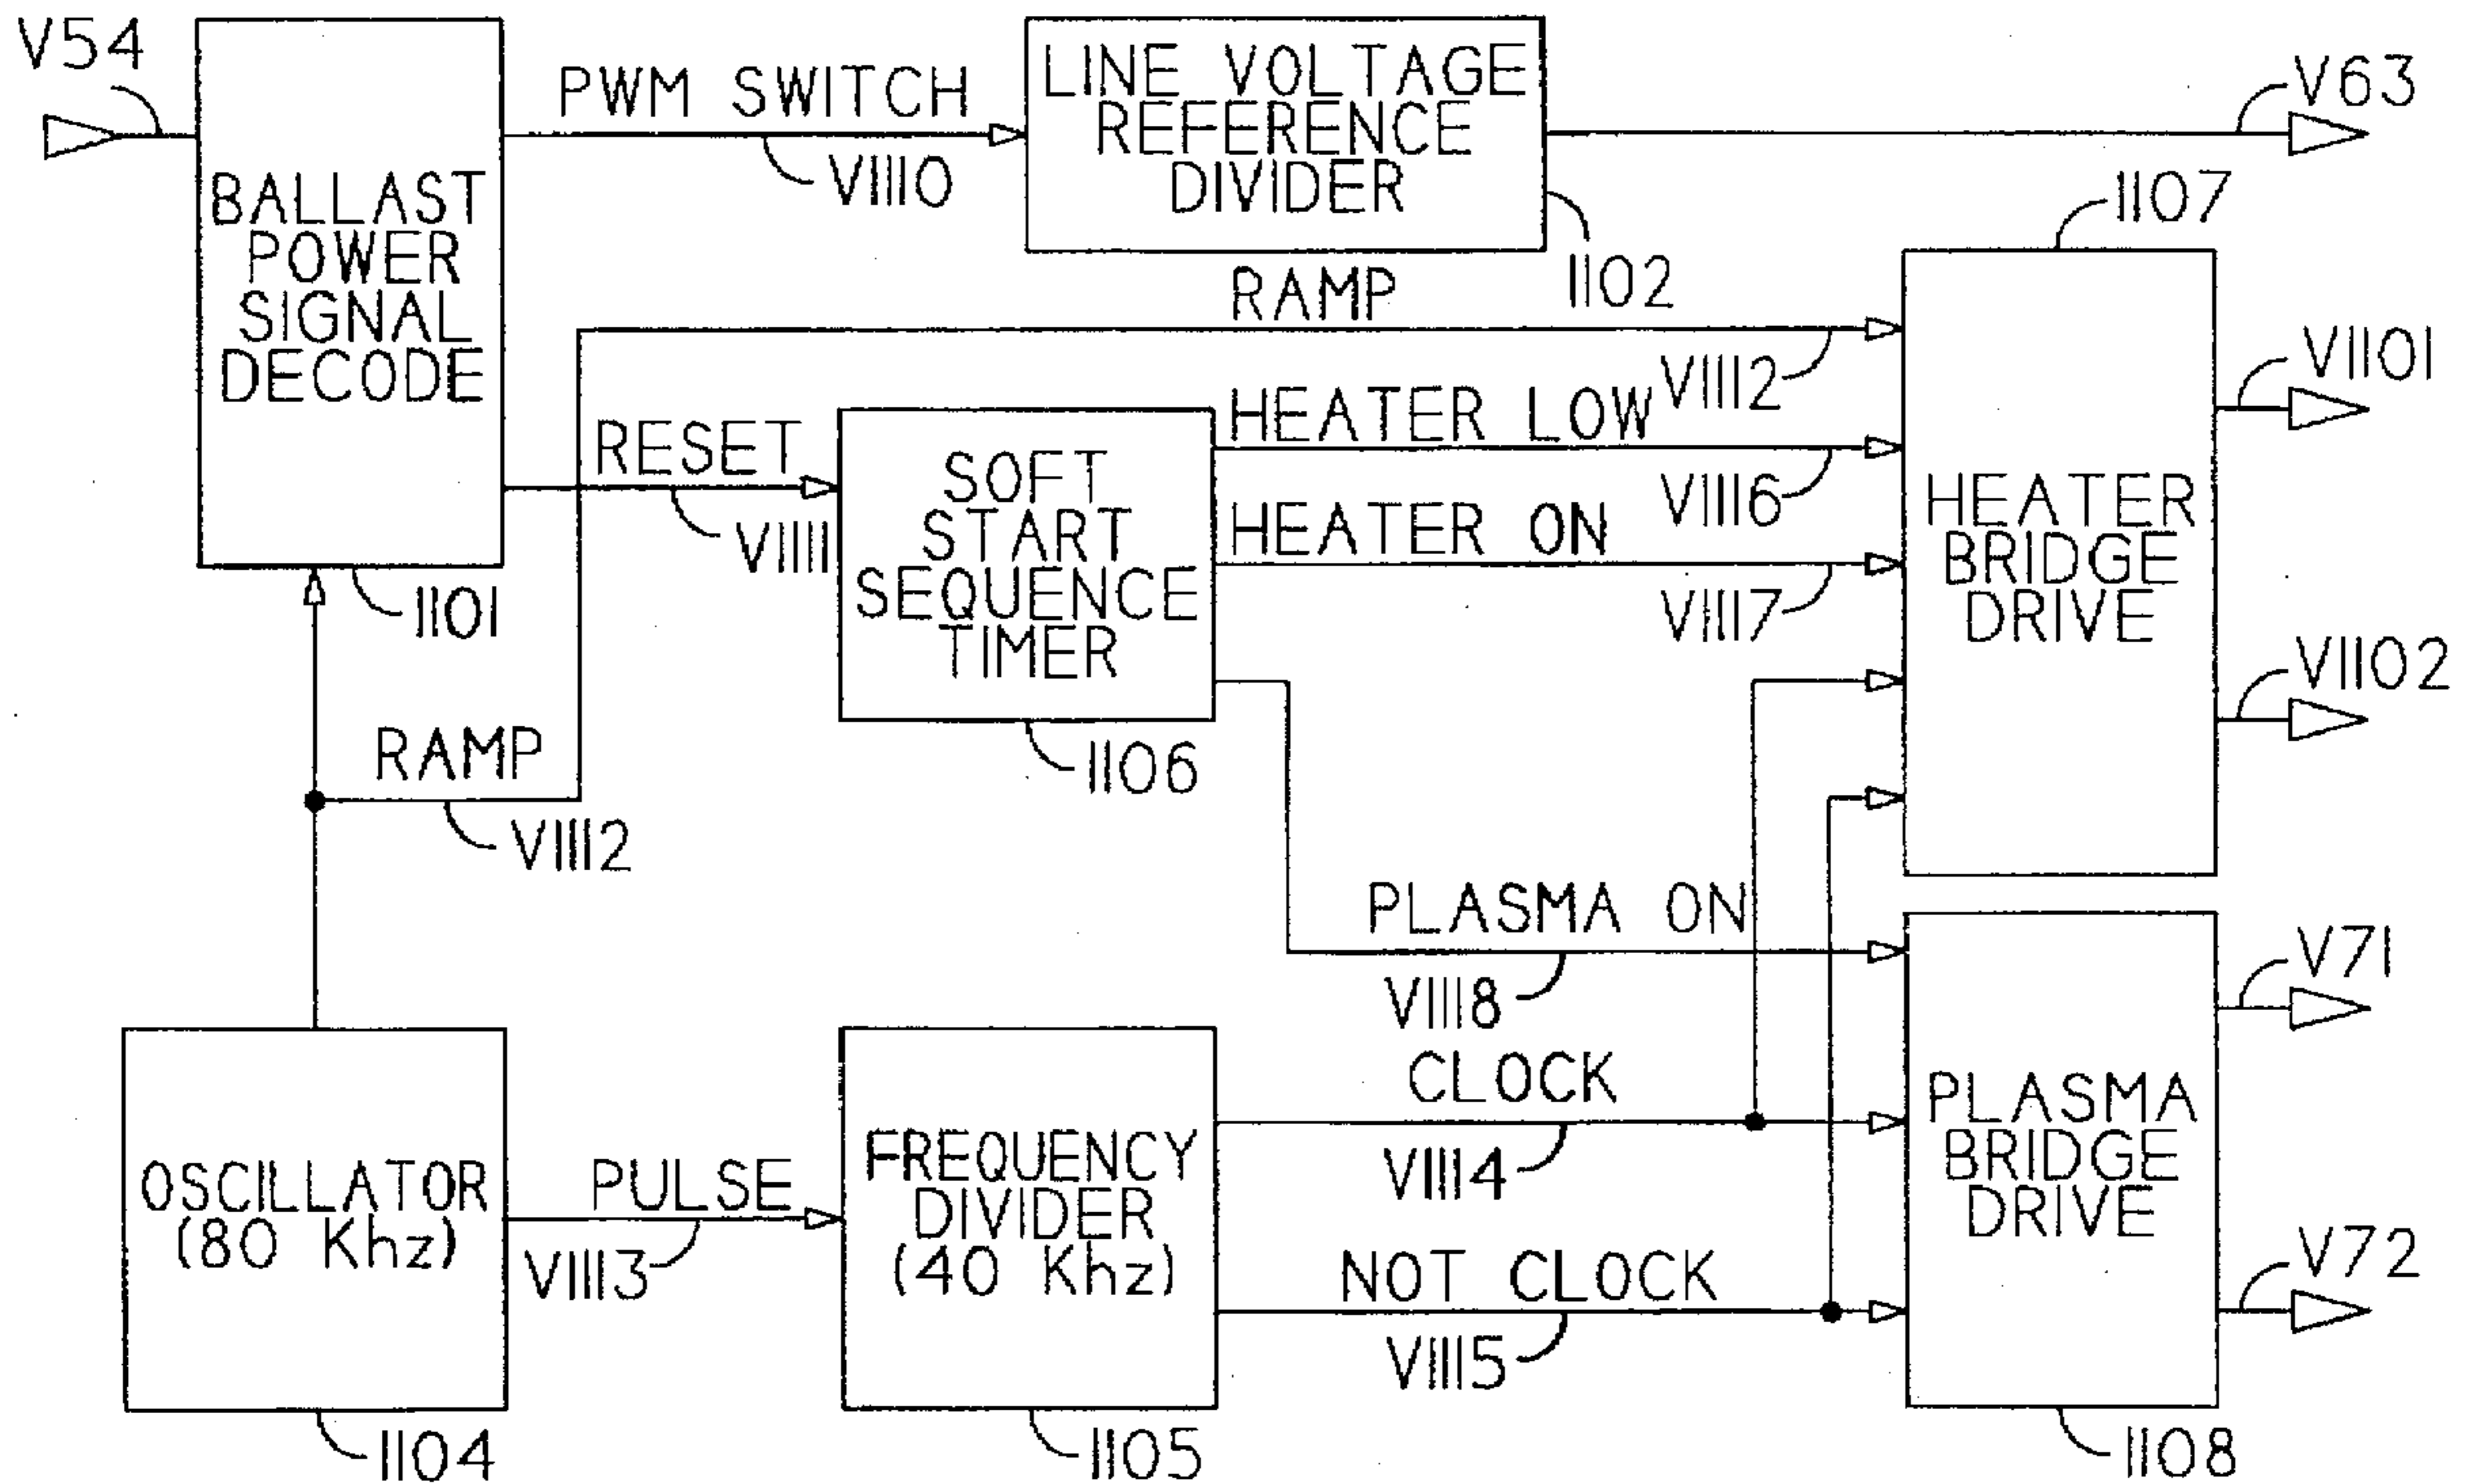 V54
BALLAST
POWER
SIGNAL
DECODE
1101
PWM SWITCH
V1110
LINE VOLTAGE
REFERENCE
DIVIDER
1102
V63
RAMP
V1112
RESET
V1111
SOFT
START
SEQUENCE
TIMER
1106
HEATER LOW
V1116
HEATER ON
V1117
1107
HEATER
BRIDGE
DRIVE
V1101
V1102
RAMP
V1112
PLASMA ON
V1118
OSCILLATOR
(80 Khz)
1104
PULSE
V1113
FREQUENCY
DIVIDER
(40 Khz)
1105
CLOCK
V1114
NOT CLOCK
V1115
PLASMA
BRIDGE
DRIVE
1108
V71
V72